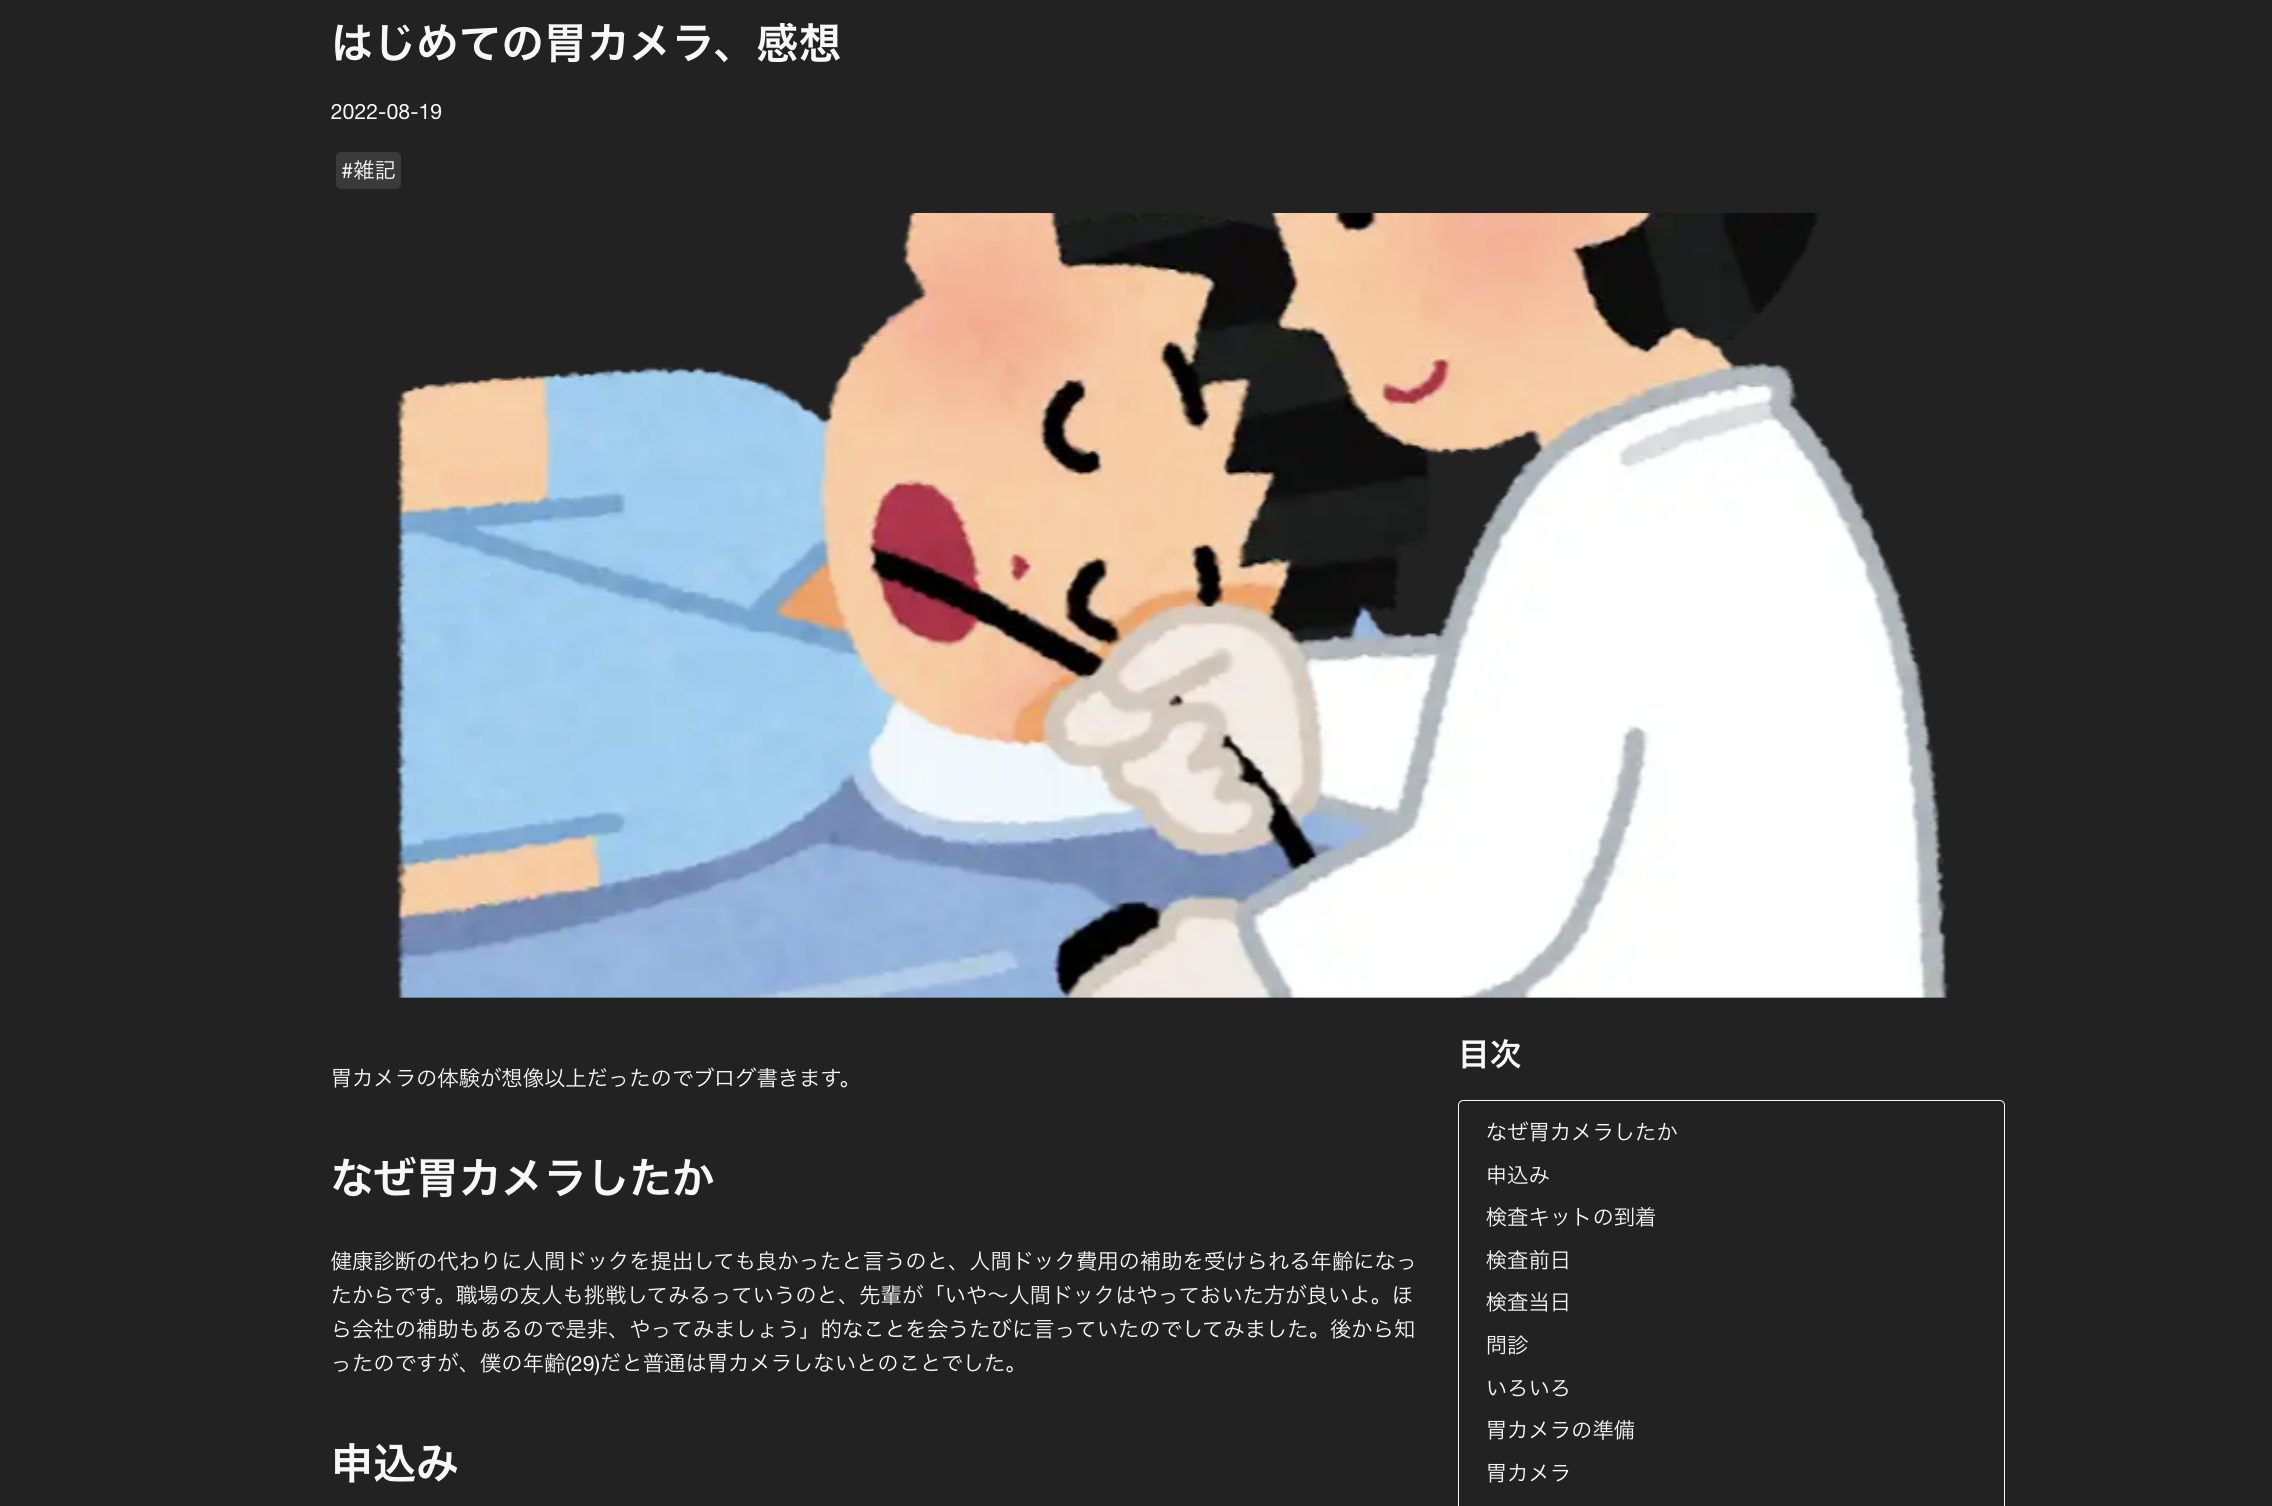 はじめての胃カメラ、感想
2022-08-19
#雑記
胃カメラの体験が想像以上だったのでブログ書きます。
なぜ胃カメラしたか
健康診断の代わりに人間ドックを提出しても良かったと言うのと、人間ドック費用の補助を受けられる年齢になっ
たからです。職場の友人も挑戦してみるっていうのと、先輩が「いや〜人間ドックはやっておいた方が良いよ。ほ
ら会社の補助もあるので是非、やってみましょう」的なことを会うたびに言っていたのでしてみました。後から知
ったのですが、僕の年齢(29)だと普通は胃カメラしないとのことでした。
申込み
目次
なぜ胃カメラしたか
申込み
検査キットの到着
検査前日
検査当日
問診
いろいろ
胃カメラの準備
胃カメラ